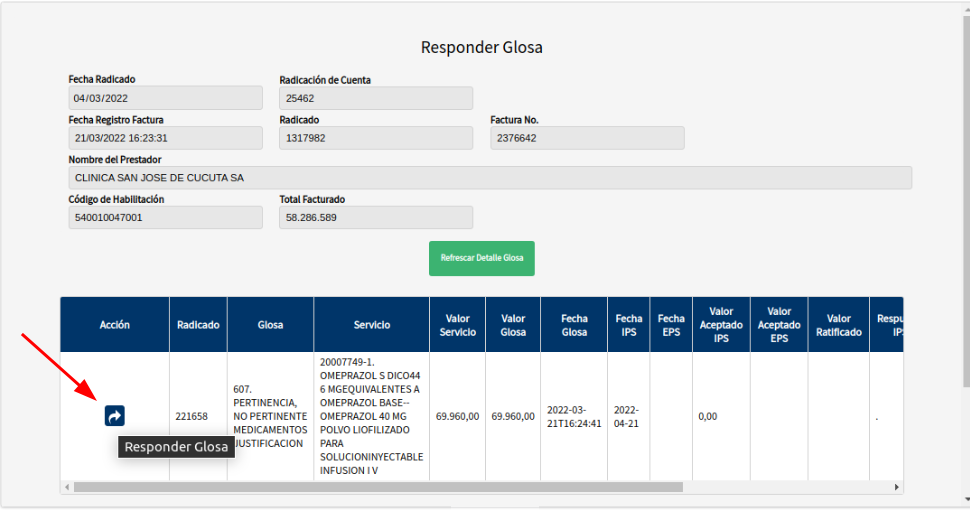 Responder Glosa
Fecha Radicado
Radicación de Cuenta
04/03/2022
25462
Fecha Registro Factura
Radicado
Factura No.
21/03/2022 16:23:31
1317982
2376642
Nombre del Prestador
CLINICA SAN JOSE DE CUCUTA SA
Código de Habilitación
Total Facturado
540010047001
58.286.589
Refrescar Detalle Glosa
Acción
Radicado
Glosa
Servicio
Valor
Servicio
Valor
Glosa
Fecha
Glosa
Fecha
IPS
Fecha
EPS
Valor
Aceptado
IPS
Valor
Aceptado
EPS
Valor
Ratificado
Respu
IP
221658
607.
PERTINENCIA,
NO PERTINENTE
MEDICAMENTOS
JUSTIFICACION
20007749-1.
OMEPRAZOL S DICO44
6 MGEQUIVALENTES A
OMEPRAZOL BASE--
OMEPRAZOL 40 MG
POLVO LIOFILIZADO
PARA
SOLUCIONINYECTABLE
INFUSION I V
69.960,00
69.960,00
2022-03-
21T16:24:41
2022-
04-21
0,00
.
Responder Glosa